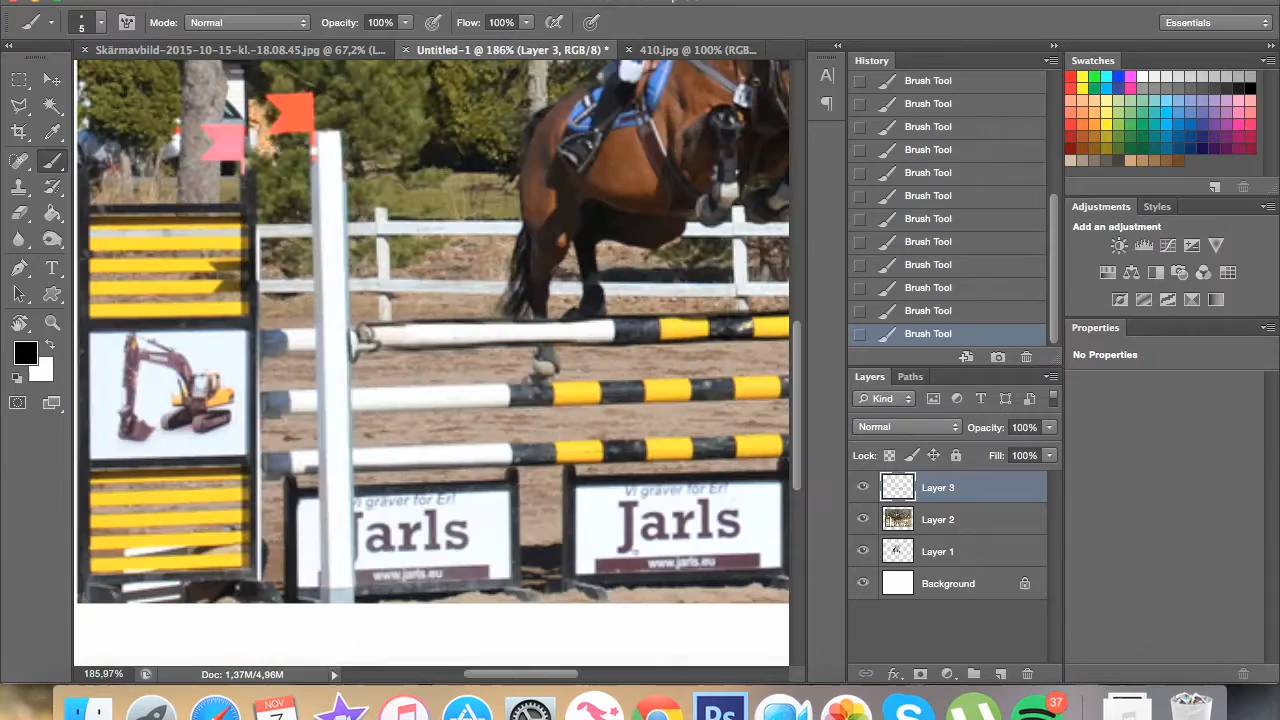 5
Mode: Normal
Opacity: 100%
Flow: 100%
Essentials
Skärmavbild-2015-10-15-kl.-18.08.45.jpg @ 67,2% (L...
Untitled-1 @ 186% (Layer 3, RGB/8) *
410.jpg @ 100% (RGB...
History
Brush Tool
Brush Tool
Brush Tool
Brush Tool
Brush Tool
Brush Tool
Brush Tool
Brush Tool
Brush Tool
Brush Tool
Brush Tool
Brush Tool
Swatches
Adjustments
Styles
Add an adjustment
Properties
No Properties
Layers
Paths
Kind
Normal
Opacity: 100%
Lock:
Fill: 100%
Layer 3
Layer 2
Layer 1
Background
Vi gräver för Er!
Jarls
www.jarls.eu
Vi gräver för Er!
Jarls
www.jarls.eu
185,97%
Doc: 1,37M/4,96M
NOV
7
Ps
37